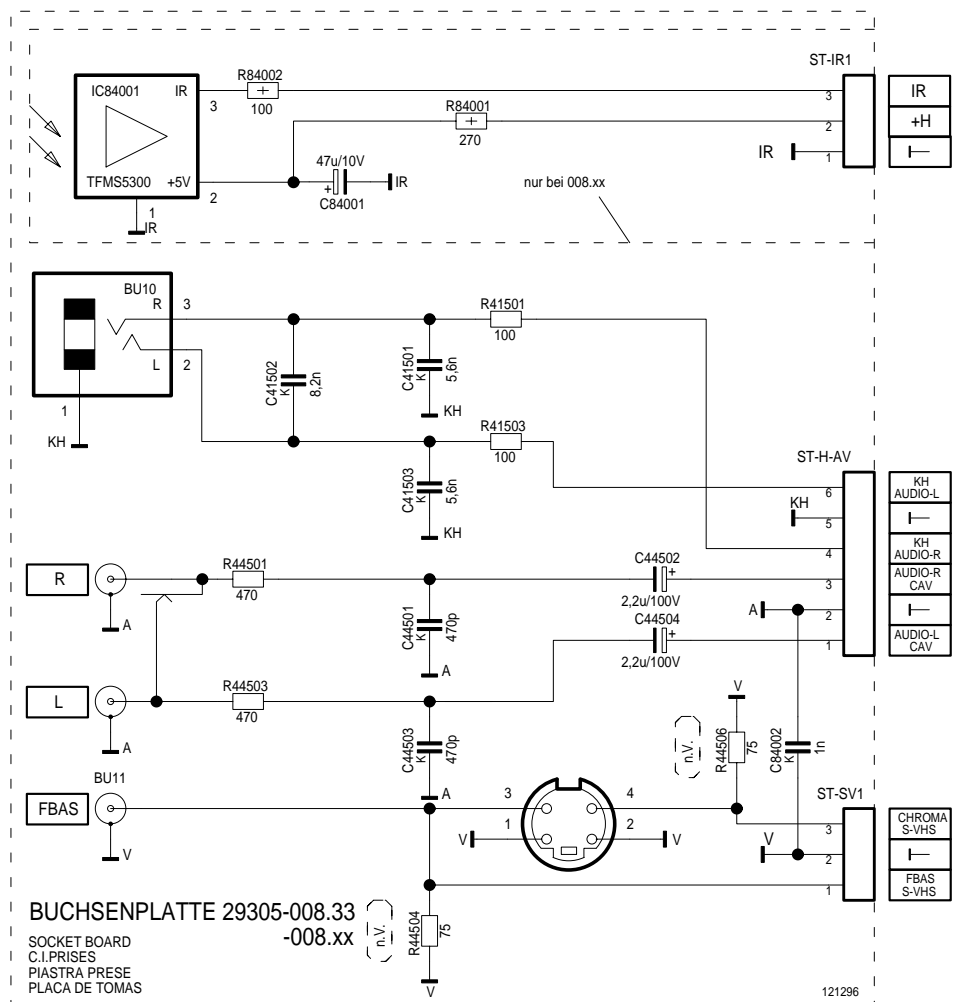 ST-IR1
IC84001
IR
3
R84002
100
3
IR
R84001
270
2
+H
IR
1
TFMS5300
+5V
2
47u/10V
+
C84001
IR
nur bei 008.xx
1
IR
BU10
R
3
L
2
1
KH
C41502
K
8,2n
C41501
K
5,6n
KH
R41501
100
R41503
100
C41503
K
5,6n
KH
ST-H-AV
6
KH
AUDIO-L
KH
5
4
KH
AUDIO-R
3
AUDIO-R
CAV
A
2
1
AUDIO-L
CAV
R
A
R44501
470
C44501
K
470p
A
C44502
+
2,2u/100V
C44504
+
2,2u/100V
L
A
R44503
470
C44503
K
470p
A
V
n.V.
R44506
75
C84002
K
1n
BU11
FBAS
V
3
4
1
2
V
V
ST-SV1
3
CHROMA
S-VHS
V
2
1
FBAS
S-VHS
BUCHSENPLATTE 29305-008.33
-008.xx
n.V.
R44504
75
V
SOCKET BOARD
C.I.PRISES
PIASTRA PRESE
PLACA DE TOMAS
121296